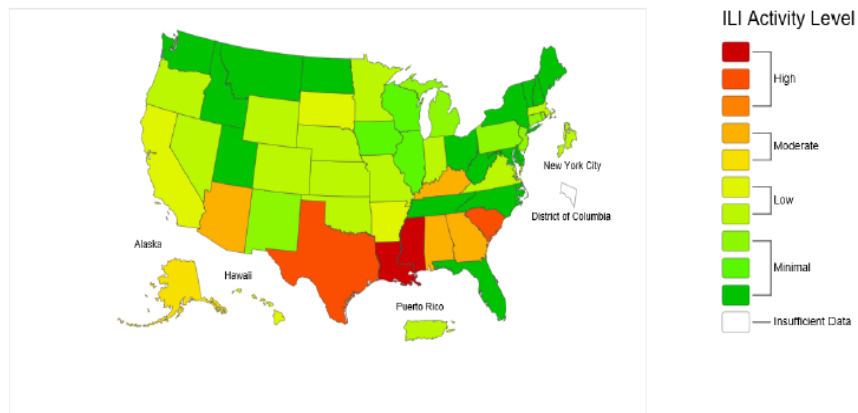 ILI Activity Level
High
Moderate
New York City
Low
District of Columbia
Alaska
Hawaii
Minimal
Puerto Rico
Insufficient Data